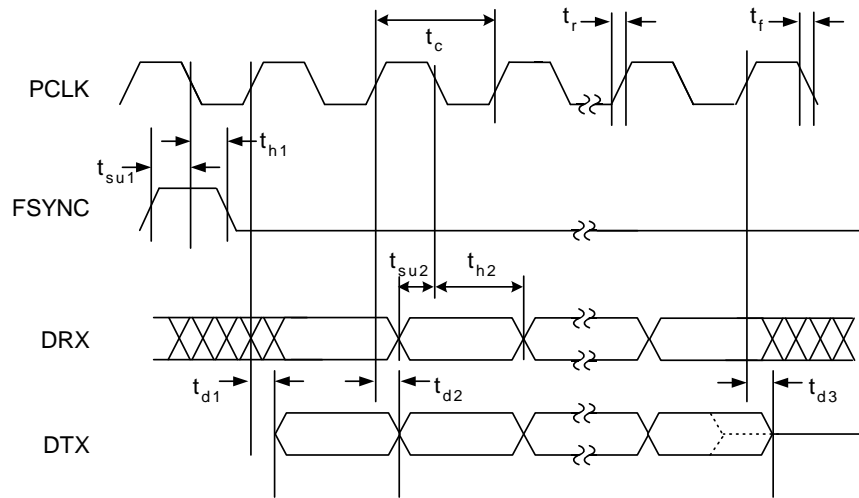 t_c
t_r
t_f
PCLK
t_su1
t_h1
FSYNC
t_su2
t_h2
DRX
t_d1
t_d2
t_d3
DTX